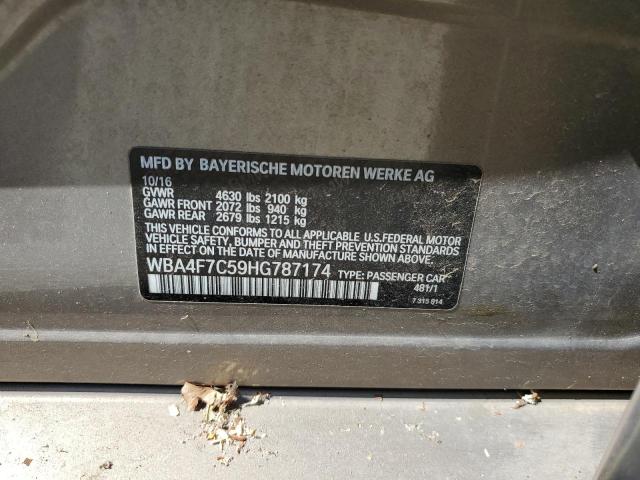 MFD BY BAYERISCHE MOTOREN WERKE AG
10/16
GVWR 4630 lbs 2100 kg
GAWR FRONT 2072 lbs 940 kg
GAWR REAR 2679 lbs 1215 kg
THIS VEHICLE CONFORMS TO ALL APPLICABLE U.S.FEDERAL MOTOR
VEHICLE SAFETY, BUMPER AND THEFT PREVENTION STANDARDS
IN EFFECT ON THE DATE OF MANUFACTURE SHOWN ABOVE.
WBA4F7C59HG787174 TYPE: PASSENGER CAR
481/1
7 315 814